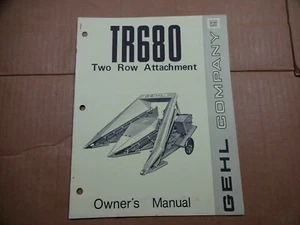 TR680
Two Row Attachment
GEHL COMPANY
Owner's Manual